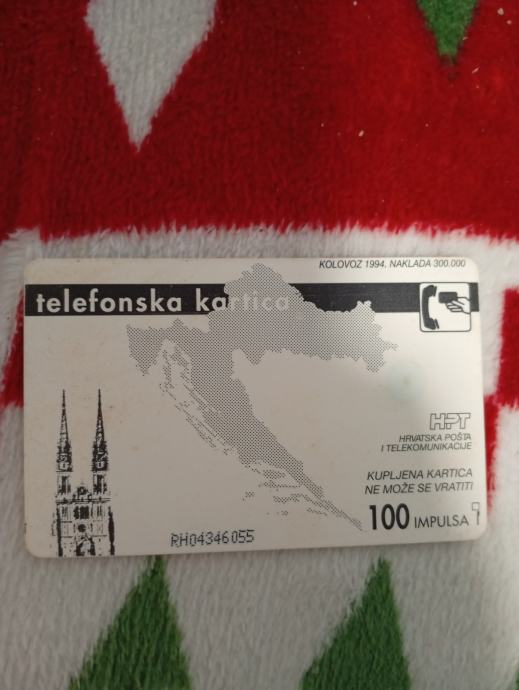 KOLOVOZ 1994. NAKLADA 300.000
telefonska kartica
HPT
HRVATSKA POŠTA
I TELEKOMUNIKACIJE
KUPLJENA KARTICA
NE MOŽE SE VRATITI
100 IMPULSA
RH04346055